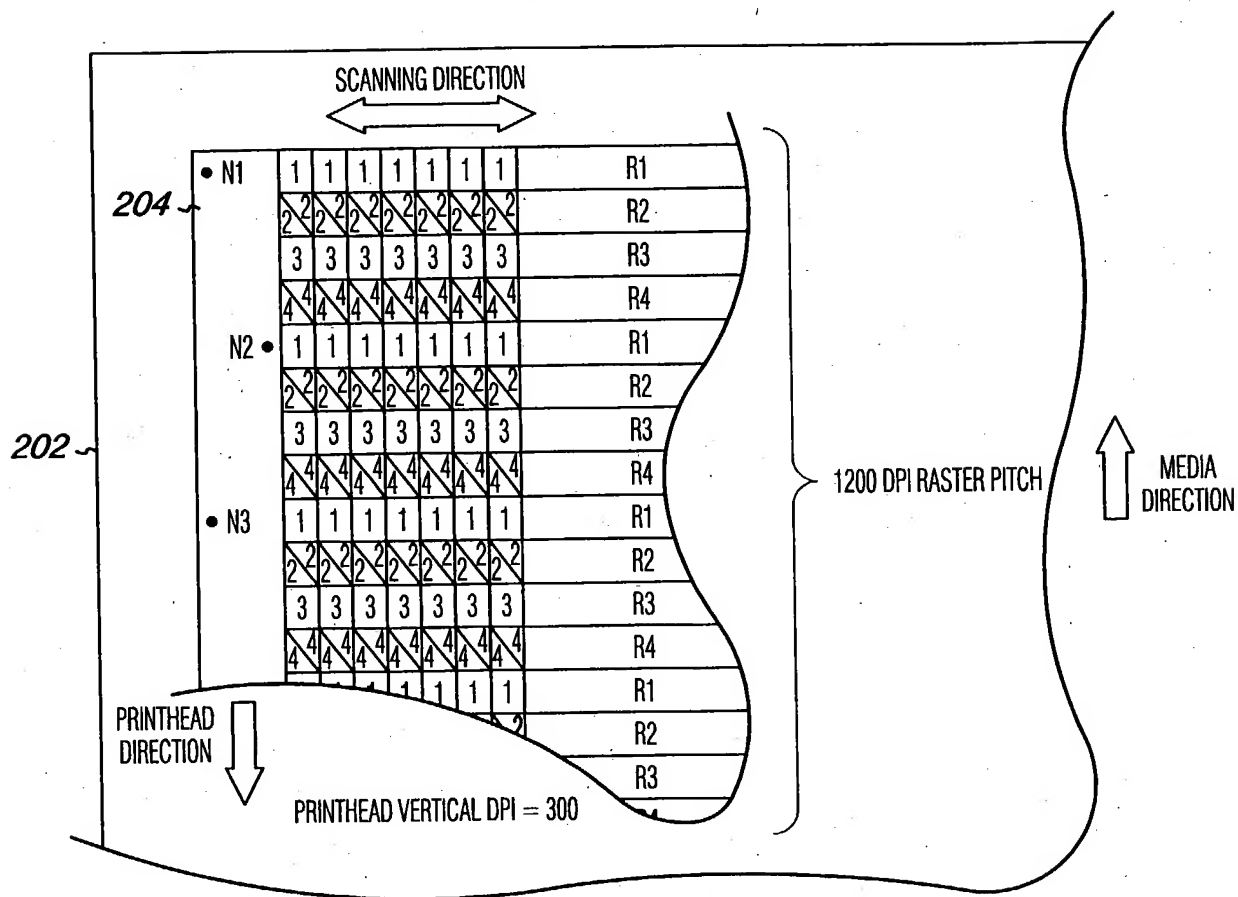 SCANNING DIRECTION
204
N1
1 1 1 1 1 1 1 R1
2 2 2 2 2 2 2 2 2 2 2 2 2 2 R2
3 3 3 3 3 3 3 R3
4 4 4 4 4 4 4 4 4 4 4 4 4 4 R4
N2 1 1 1 1 1 1 1 R1
2 2 2 2 2 2 2 2 2 2 2 2 2 2 R2
202
3 3 3 3 3 3 3 R3
4 4 4 4 4 4 4 4 4 4 4 4 4 4 R4
1200 DPI RASTER PITCH
MEDIA
DIRECTION
N3 1 1 1 1 1 1 1 R1
2 2 2 2 2 2 2 2 2 2 2 2 2 2 R2
3 3 3 3 3 3 3 R3
4 4 4 4 4 4 4 4 4 4 4 4 4 4 R4
1 1 1 1 1 R1
2 R2
R3
PRINTHEAD
DIRECTION
PRINTHEAD VERTICAL DPI = 300